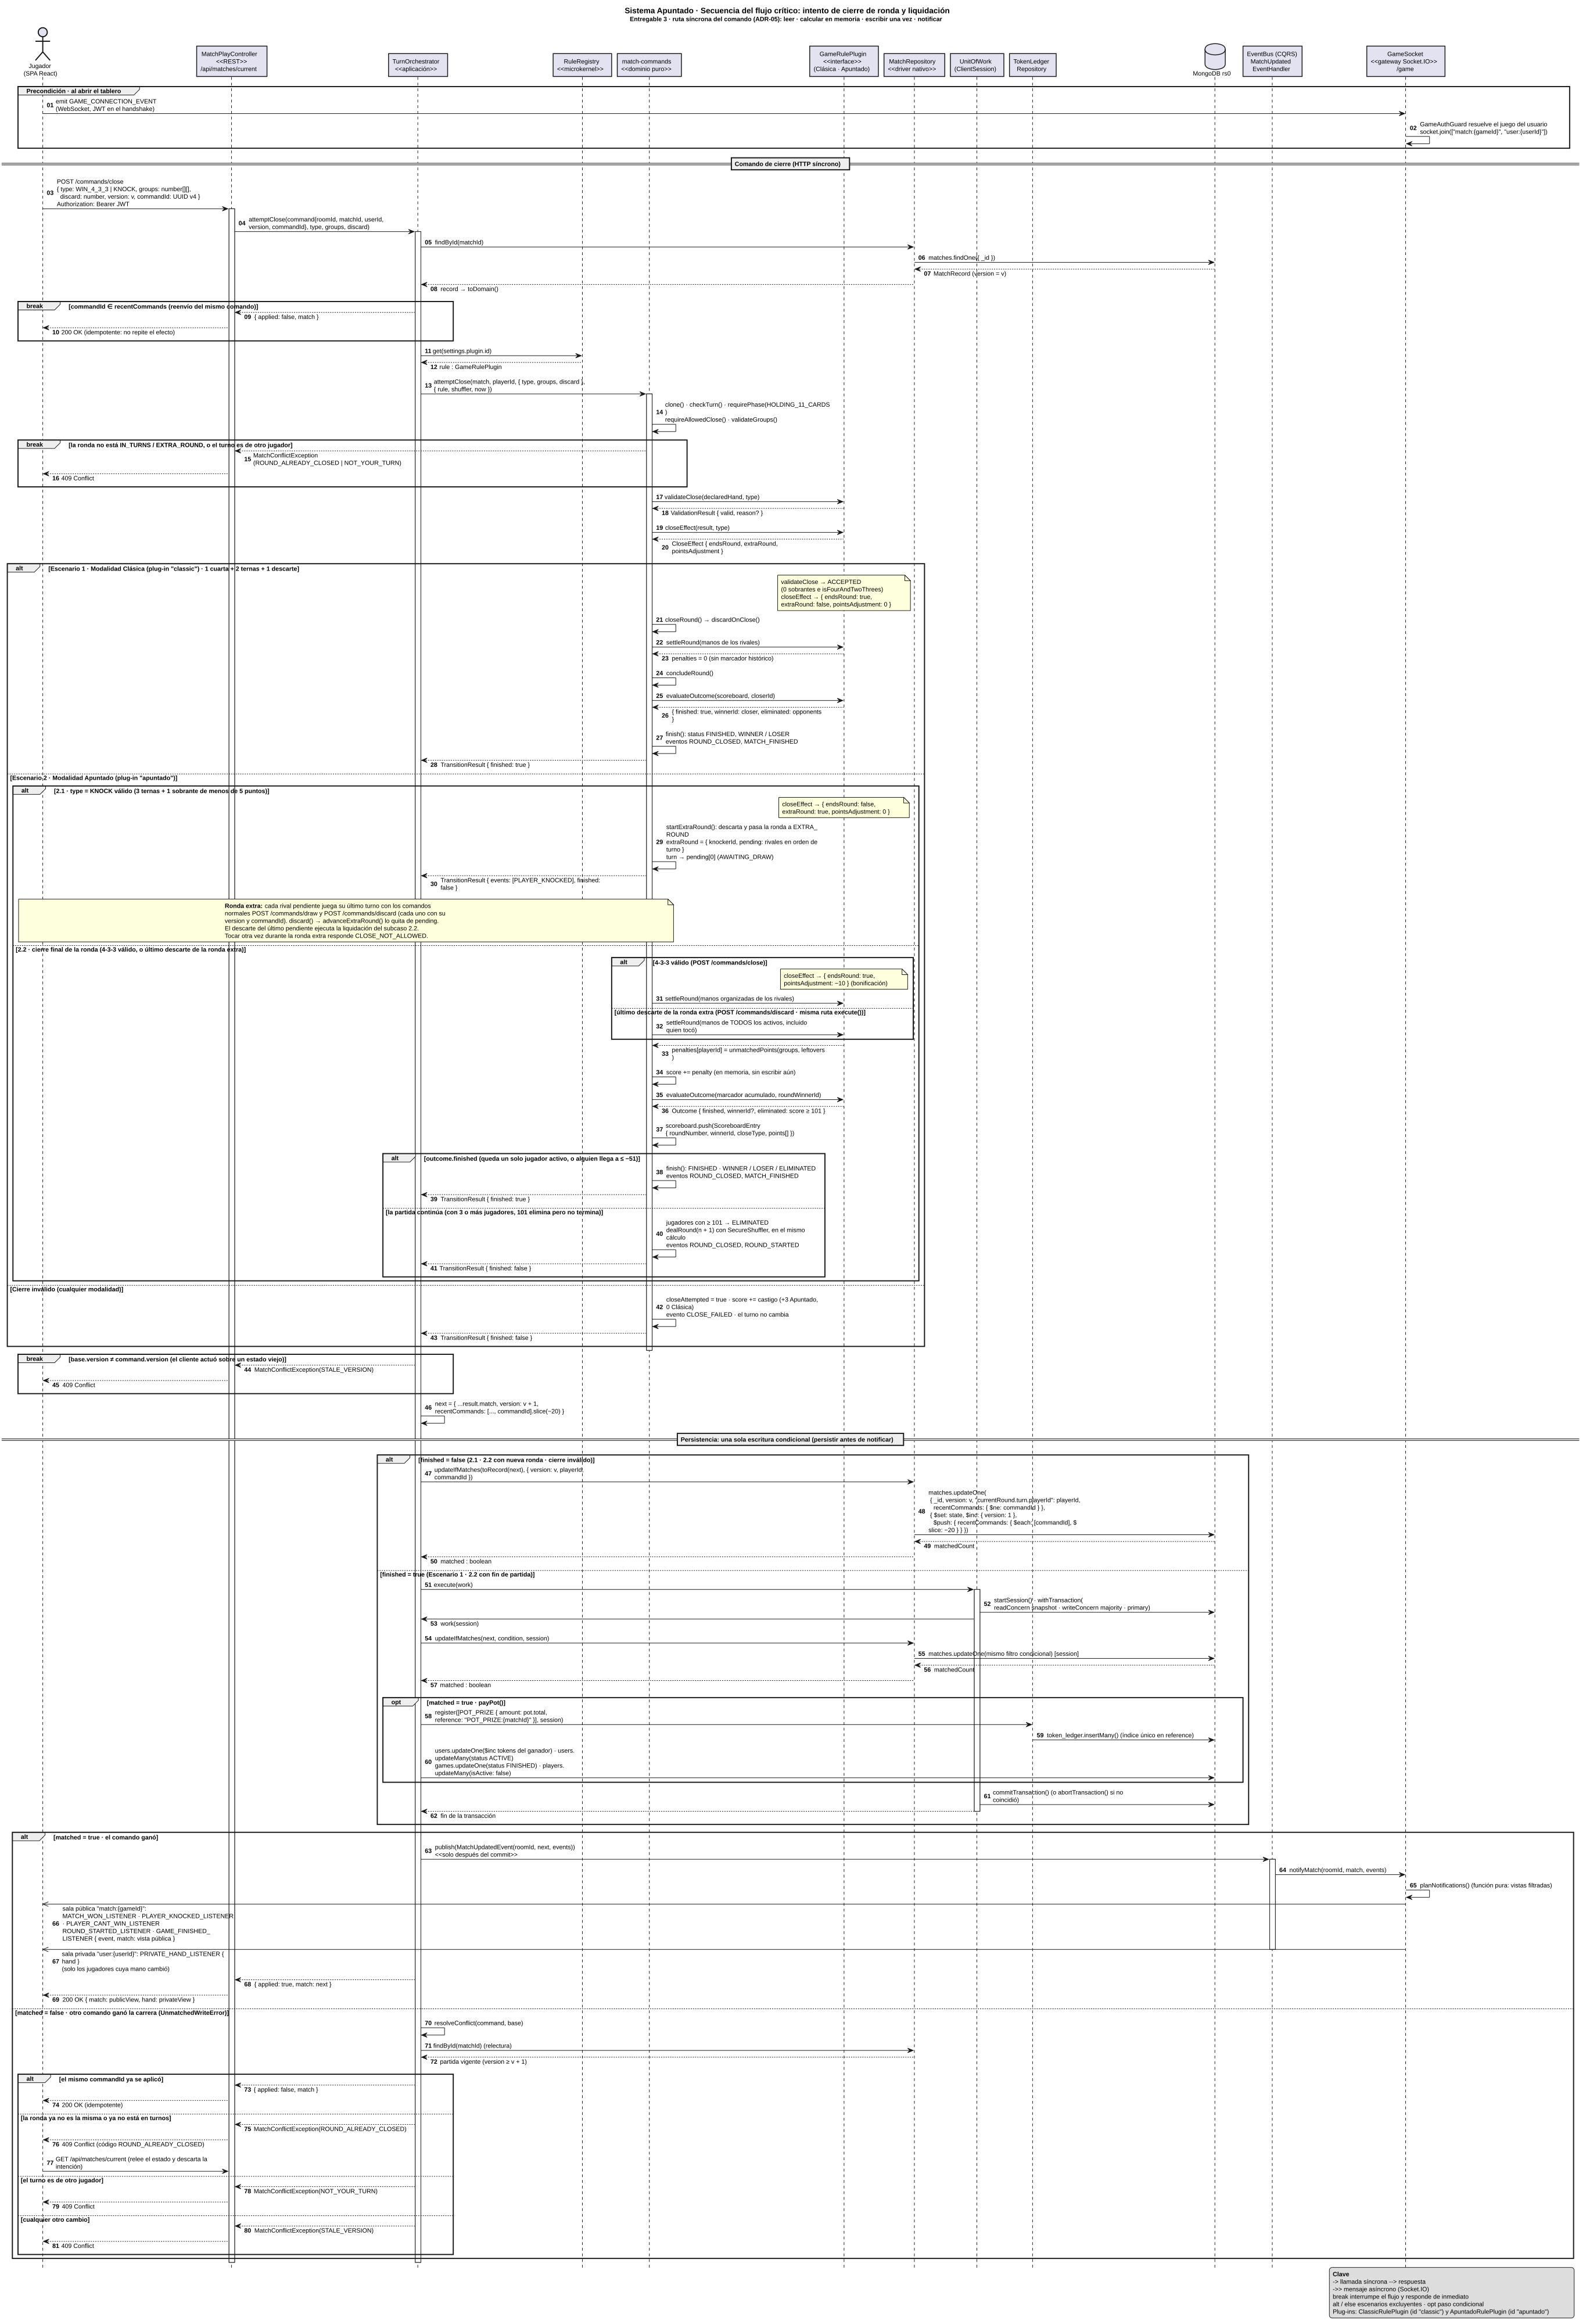 Sistema Apuntado · Secuencia del flujo crítico: intento de cierre de ronda y liquidación
Entregable 3 · ruta síncrona del comando (ADR-05): leer · calcular en memoria · escribir una vez · notificar
Jugador
(SPA React)
MatchPlayController
<<REST>>
/api/matches/current
TurnOrchestrator
<<aplicación>>
RuleRegistry
<<microkernel>>
match-commands
<<dominio puro>>
GameRulePlugin
<<interface>>
(Clásica · Apuntado)
MatchRepository
<<driver nativo>>
UnitOfWork
(ClientSession)
TokenLedger
Repository
MongoDB rs0
EventBus (CQRS)
MatchUpdated
EventHandler
GameSocket
<<gateway Socket.IO>>
/game
Precondición · al abrir el tablero
01 emit GAME_CONNECTION_EVENT
(WebSocket, JWT en el handshake)
02 GameAuthGuard resuelve el juego del usuario
socket.join(["match:{gameId}", "user:{userId}"])
Comando de cierre (HTTP síncrono)
03 POST /commands/close
{ type: WIN_4_3_3 | KNOCK, groups: number[][],
discard: number, version: v, commandId: UUID v4 }
Authorization: Bearer JWT
04 attemptClose(command{roomId, matchId, userId,
version, commandId}, type, groups, discard)
05 findById(matchId)
06 matches.findOne({ _id })
07 MatchRecord (version = v)
08 record → toDomain()
break [commandId ∈ recentCommands (reenvío del mismo comando)]
09 { applied: false, match }
10 200 OK (idempotente: no repite el efecto)
11 get(settings.plugin.id)
12 rule : GameRulePlugin
13 attemptClose(match, playerId, { type, groups, discard },
{ rule, shuffler, now })
14 clone() · checkTurn() · requirePhase(HOLDING_11_CARDS
)
requireAllowedClose() · validateGroups()
break [la ronda no está IN_TURNS / EXTRA_ROUND, o el turno es de otro jugador]
15 MatchConflictException
(ROUND_ALREADY_CLOSED | NOT_YOUR_TURN)
16 409 Conflict
17 validateClose(declaredHand, type)
18 ValidationResult { valid, reason? }
19 closeEffect(result, type)
20 CloseEffect { endsRound, extraRound,
pointsAdjustment }
alt [Escenario 1 · Modalidad Clásica (plug-in "classic") · 1 cuarta + 2 ternas + 1 descarte]
validateClose → ACCEPTED
(0 sobrantes e isFourAndTwoThrees)
closeEffect → { endsRound: true,
extraRound: false, pointsAdjustment: 0 }
21 closeRound() → discardOnClose()
22 settleRound(manos de los rivales)
23 penalties = 0 (sin marcador histórico)
24 concludeRound()
25 evaluateOutcome(scoreboard, closerId)
26 { finished: true, winnerId: closer, eliminated: opponents
}
27 finish(): status FINISHED, WINNER / LOSER
eventos ROUND_CLOSED, MATCH_FINISHED
28 TransitionResult { finished: true }
[Escenario 2 · Modalidad Apuntado (plug-in "apuntado")]
alt [2.1 · type = KNOCK válido (3 ternas + 1 sobrante de menos de 5 puntos)]
closeEffect → { endsRound: false,
extraRound: true, pointsAdjustment: 0 }
29 startExtraRound(): descarta y pasa la ronda a EXTRA_
ROUND
extraRound = { knockerId, pending: rivales en orden de
turno }
turn → pending[0] (AWAITING_DRAW)
30 TransitionResult { events: [PLAYER_KNOCKED], finished:
false }
Ronda extra: cada rival pendiente juega su último turno con los comandos
normales POST /commands/draw y POST /commands/discard (cada uno con su
version y commandId). discard() → advanceExtraRound() lo quita de pending.
El descarte del último pendiente ejecuta la liquidación del subcaso 2.2.
Tocar otra vez durante la ronda extra responde CLOSE_NOT_ALLOWED.
[2.2 · cierre final de la ronda (4-3-3 válido, o último descarte de la ronda extra)]
alt [4-3-3 válido (POST /commands/close)]
closeEffect → { endsRound: true,
pointsAdjustment: −10 } (bonificación)
31 settleRound(manos organizadas de los rivales)
[último descarte de la ronda extra (POST /commands/discard · misma ruta execute())]
32 settleRound(manos de TODOS los activos, incluido
quien tocó)
33 penalties[playerId] = unmatchedPoints(groups, leftovers
)
34 score += penalty (en memoria, sin escribir aún)
35 evaluateOutcome(marcador acumulado, roundWinnerId)
36 Outcome { finished, winnerId?, eliminated: score ≥ 101 }
37 scoreboard.push(ScoreboardEntry
{ roundNumber, winnerId, closeType, points[] })
alt [outcome.finished (queda un solo jugador activo, o alguien llega a ≤ −51)]
38 finish(): FINISHED · WINNER / LOSER / ELIMINATED
eventos ROUND_CLOSED, MATCH_FINISHED
39 TransitionResult { finished: true }
[la partida continúa (con 3 o más jugadores, 101 elimina pero no termina)]
40 jugadores con ≥ 101 → ELIMINATED
dealRound(n + 1) con SecureShuffler, en el mismo
cálculo
eventos ROUND_CLOSED, ROUND_STARTED
41 TransitionResult { finished: false }
[Cierre inválido (cualquier modalidad)]
42 closeAttempted = true · score += castigo (+3 Apuntado,
0 Clásica)
evento CLOSE_FAILED · el turno no cambia
43 TransitionResult { finished: false }
break [base.version ≠ command.version (el cliente actuó sobre un estado viejo)]
44 MatchConflictException(STALE_VERSION)
45 409 Conflict
46 next = { ...result.match, version: v + 1,
recentCommands: [..., commandId].slice(−20) }
Persistencia: una sola escritura condicional (persistir antes de notificar)
alt [finished = false (2.1 · 2.2 con nueva ronda · cierre inválido)]
47 updateIfMatches(toRecord(next), { version: v, playerId,
commandId })
48 matches.updateOne(
{ _id, version: v, "currentRound.turn.playerId": playerId,
recentCommands: { $ne: commandId } },
{ $set: state, $inc: { version: 1 },
$push: { recentCommands: { $each: [commandId], $
slice: −20 } } })
49 matchedCount
50 matched : boolean
[finished = true (Escenario 1 · 2.2 con fin de partida)]
51 execute(work)
52 startSession() · withTransaction(
readConcern snapshot · writeConcern majority · primary)
53 work(session)
54 updateIfMatches(next, condition, session)
55 matches.updateOne(mismo filtro condicional) [session]
56 matchedCount
57 matched : boolean
opt [matched = true · payPot()]
58 register([POT_PRIZE { amount: pot.total,
reference: "POT_PRIZE:{matchId}" }], session)
59 token_ledger.insertMany() (índice único en reference)
60 users.updateOne($inc tokens del ganador) · users.
updateMany(status ACTIVE)
games.updateOne(status FINISHED) · players.
updateMany(isActive: false)
61 commitTransaction() (o abortTransaction() si no
coincidió)
62 fin de la transacción
alt [matched = true · el comando ganó]
63 publish(MatchUpdatedEvent(roomId, next, events))
<<solo después del commit>>
64 notifyMatch(roomId, match, events)
65 planNotifications() (función pura: vistas filtradas)
66 sala pública "match:{gameId}":
MATCH_WON_LISTENER · PLAYER_KNOCKED_LISTENER
· PLAYER_CANT_WIN_LISTENER
ROUND_STARTED_LISTENER · GAME_FINISHED_
LISTENER { event, match: vista pública }
67 sala privada "user:{userId}": PRIVATE_HAND_LISTENER {
hand }
(solo los jugadores cuya mano cambió)
68 { applied: true, match: next }
69 200 OK { match: publicView, hand: privateView }
[matched = false · otro comando ganó la carrera (UnmatchedWriteError)]
70 resolveConflict(command, base)
71 findById(matchId) (relectura)
72 partida vigente (version ≥ v + 1)
alt [el mismo commandId ya se aplicó]
73 { applied: false, match }
74 200 OK (idempotente)
[la ronda ya no es la misma o ya no está en turnos]
75 MatchConflictException(ROUND_ALREADY_CLOSED)
76 409 Conflict (código ROUND_ALREADY_CLOSED)
77 GET /api/matches/current (relee el estado y descarta la
intención)
[el turno es de otro jugador]
78 MatchConflictException(NOT_YOUR_TURN)
79 409 Conflict
[cualquier otro cambio]
80 MatchConflictException(STALE_VERSION)
81 409 Conflict
Clave
-> llamada síncrona --> respuesta
->> mensaje asíncrono (Socket.IO)
break interrumpe el flujo y responde de inmediato
alt / else escenarios excluyentes · opt paso condicional
Plug-ins: ClassicRulePlugin (id "classic") y ApuntadoRulePlugin (id "apuntado")